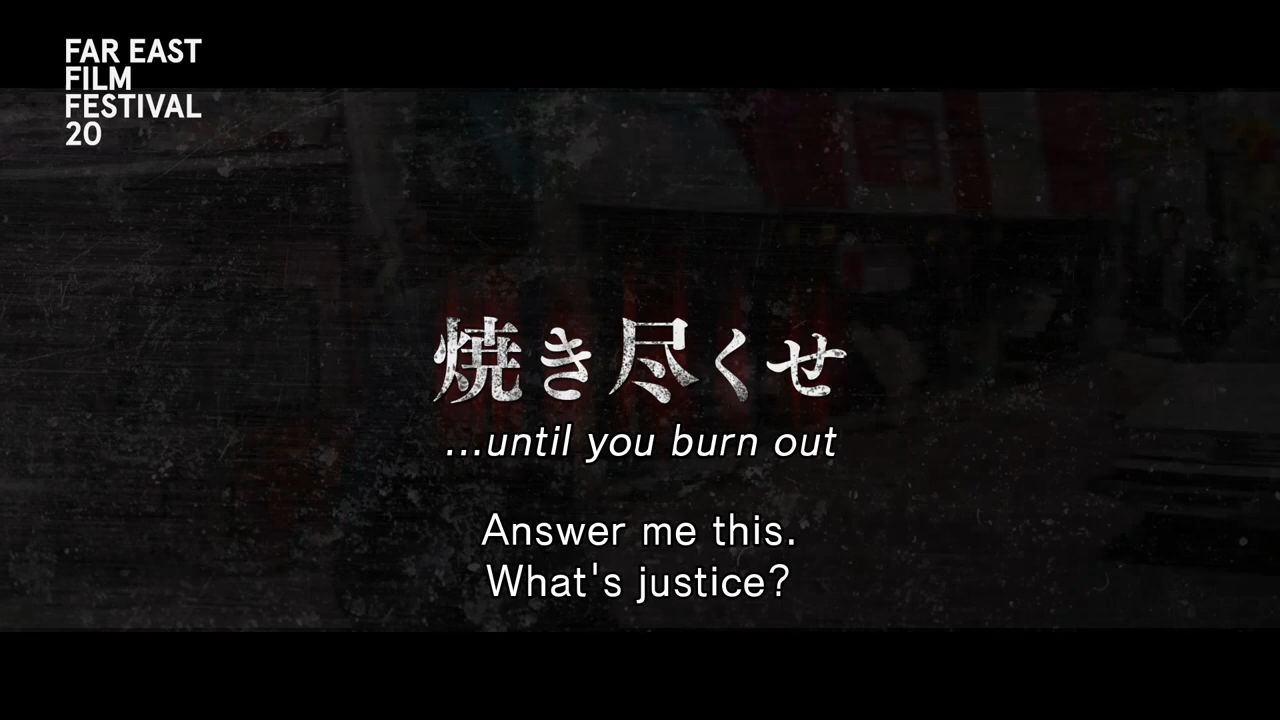 FAR EAST
FILM
FESTIVAL
20
焼き尽くせ
...until you burn out
Answer me this.
What's justice?